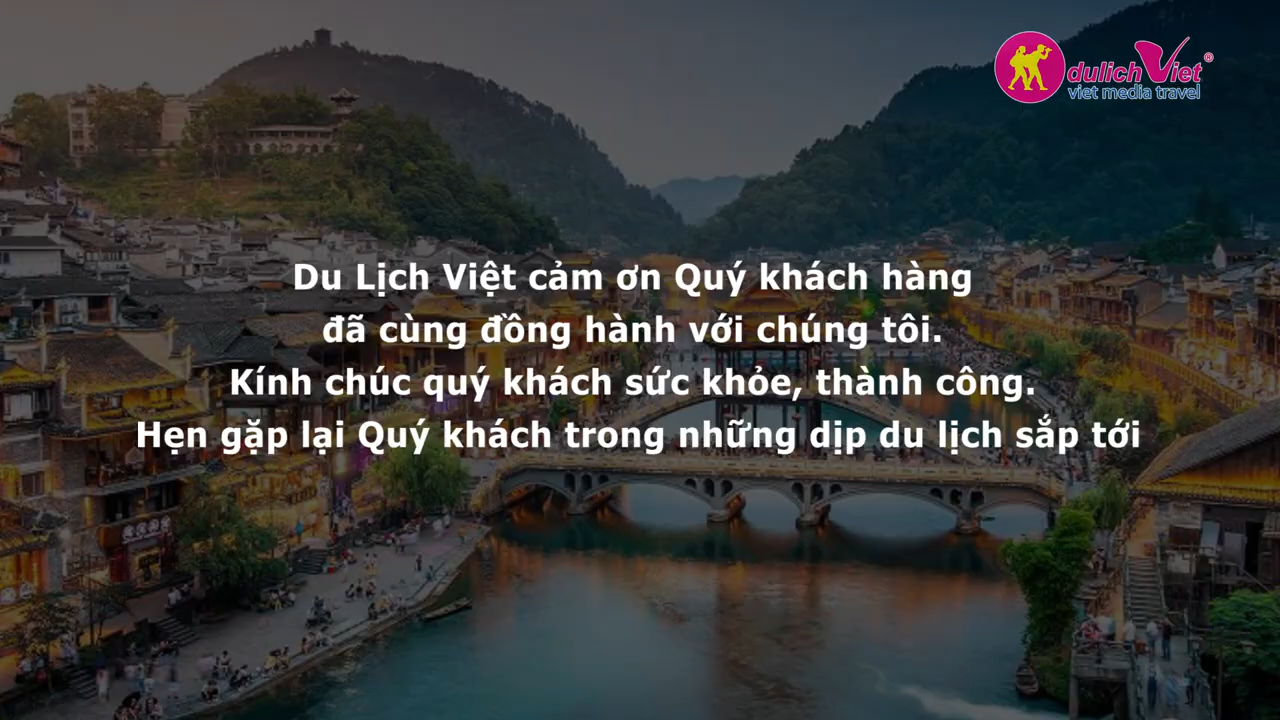 dulich Viet®
viet media travel
Du Lịch Việt cảm ơn Quý khách hàng
đã cùng đồng hành với chúng tôi.
Kính chúc quý khách sức khỏe, thành công.
Hẹn gặp lại Quý khách trong những dịp du lịch sắp tới